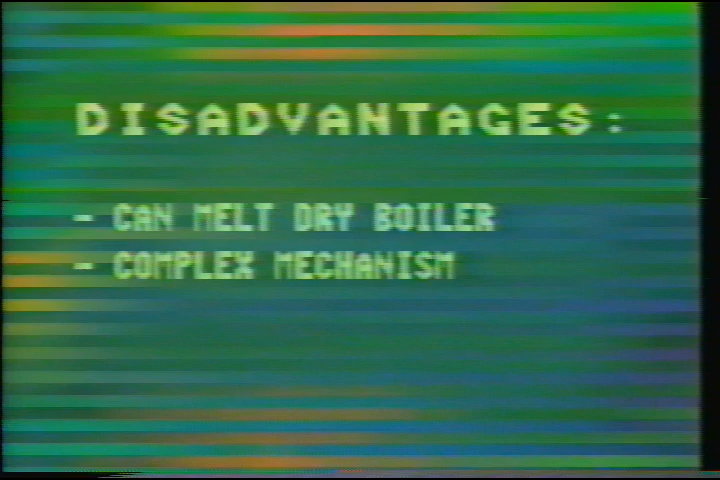 DISADVANTAGES:
- CAN MELT DRY BOILER
- COMPLEX MECHANISM